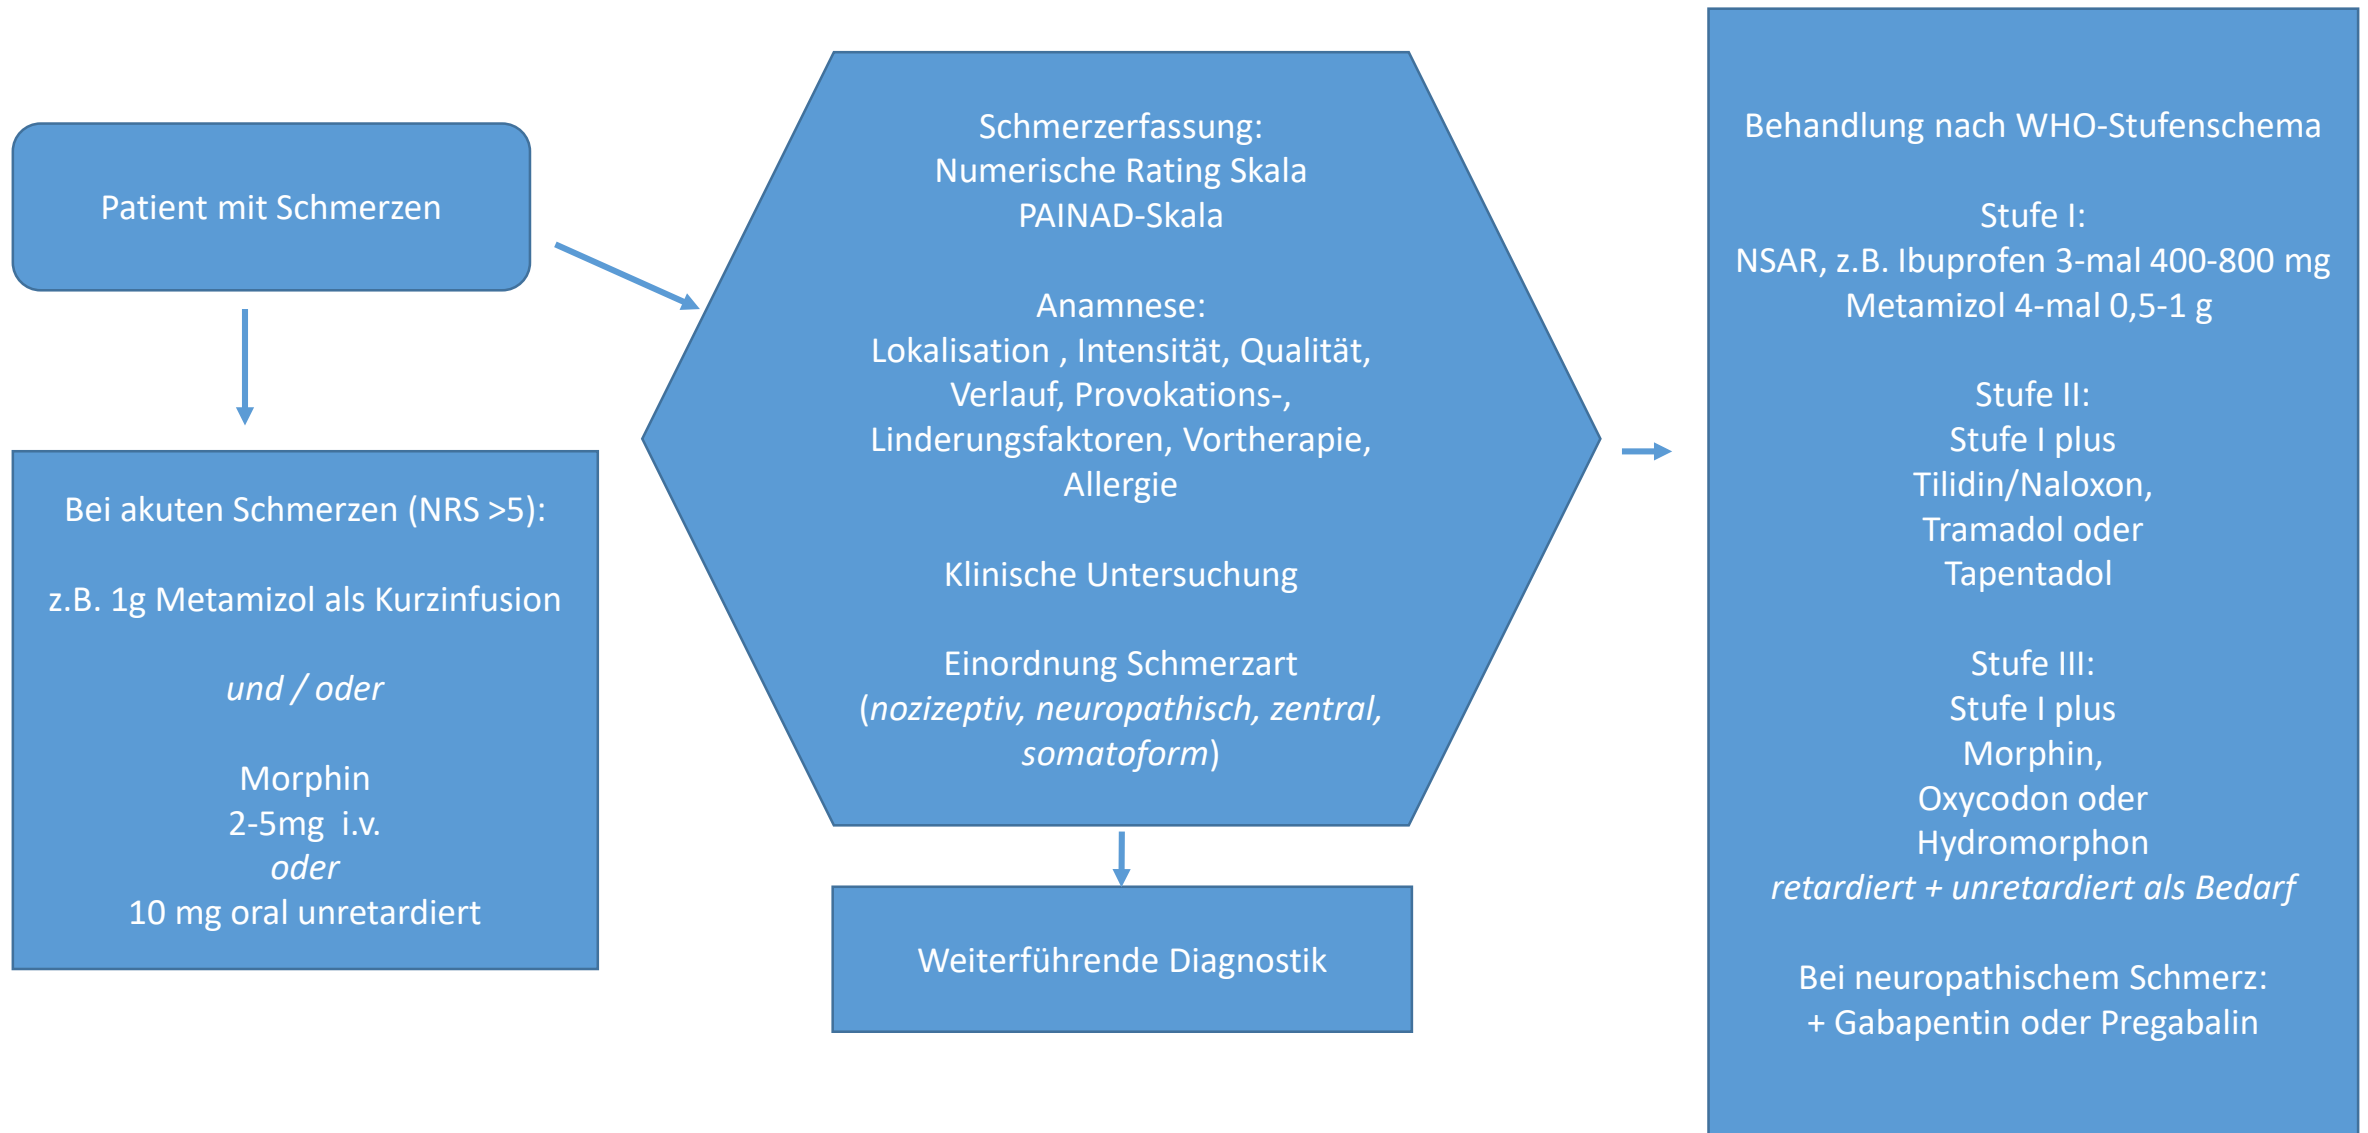 Patient mit Schmerzen
Bei akuten Schmerzen (NRS >5):
z.B. 1g Metamizol als Kurzinfusion
und / oder
Morphin
2-5mg  i.v.
oder
10 mg oral unretardiert
Schmerzerfassung:
Numerische Rating Skala
PAINAD-Skala
Anamnese:
Lokalisation , Intensität, Qualität,
Verlauf, Provokations-,
Linderungsfaktoren, Vortherapie,
Allergie
Klinische Untersuchung
Einordnung Schmerzart
(nozizeptiv, neuropathisch, zentral,
somatoform)
Weiterführende Diagnostik
Behandlung nach WHO-Stufenschema
Stufe I:
NSAR, z.B. Ibuprofen 3-mal 400-800 mg
Metamizol 4-mal 0,5-1 g
Stufe II:
Stufe I plus
Tilidin/Naloxon,
Tramadol oder
Tapentadol
Stufe III:
Stufe I plus
Morphin,
Oxycodon oder
Hydromorphon
retardiert + unretardiert als Bedarf
Bei neuropathischem Schmerz:
+ Gabapentin oder Pregabalin